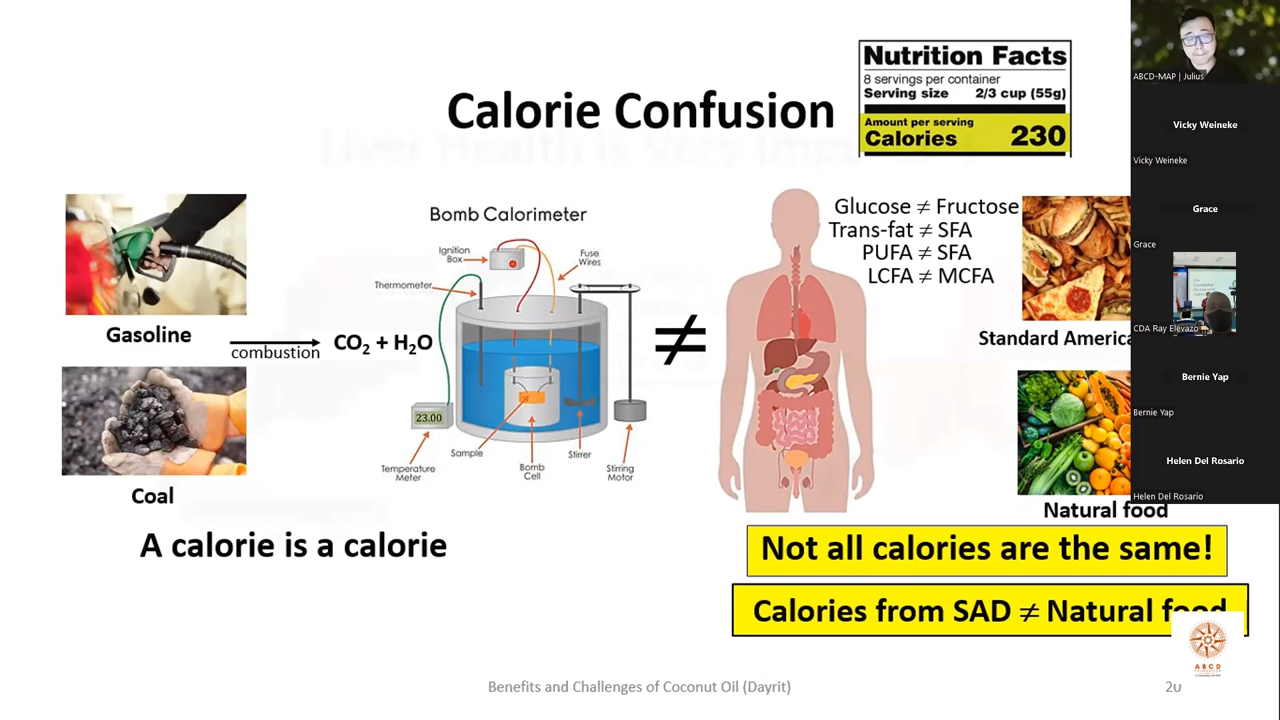 Calorie Confusion
Nutrition Facts
8 servings per container
Serving size 2/3 cup (55g)
Amount per serving
Calories 230
Gasoline
Coal
combustion
CO₂ + H₂O
A calorie is a calorie
Bomb Calorimeter
Ignition
Box
Fuse
Wires
Thermometer
23.00
Temperature
Meter
Sample
Bomb
Cell
Stirrer
Stirring
Motor
≠
Glucose ≠ Fructose
Trans-fat ≠ SFA
PUFA ≠ SFA
LCFA ≠ MCFA
Standard America
Natural food
Not all calories are the same!
Calories from SAD ≠ Natural food
Benefits and Challenges of Coconut Oil (Dayrit)
ABCD
ABCD-MAP | Julius
Vicky Weineke
Vicky Weineke
Grace
Grace
CDA Ray Elevazo
Bernie Yap
Bernie Yap
Helen Del Rosario
Helen Del Rosario